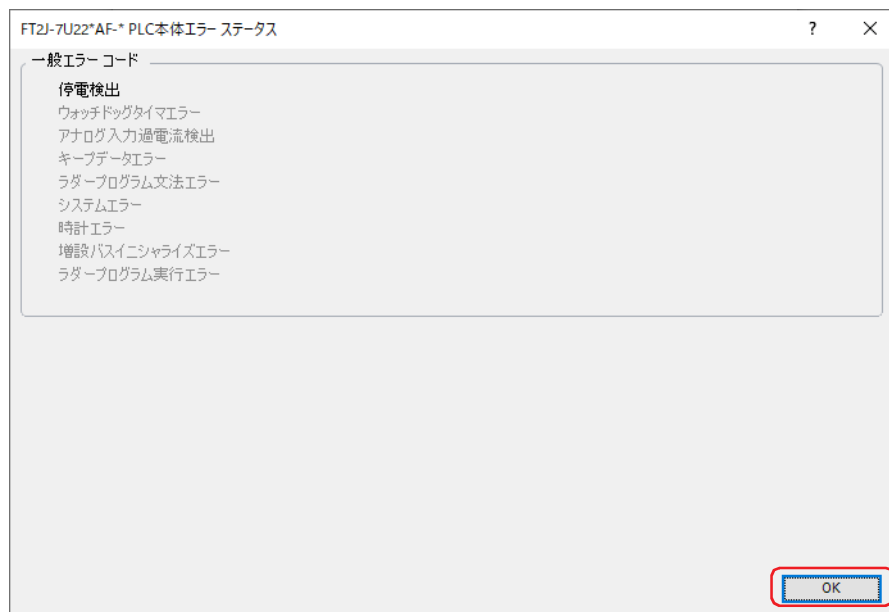 FT2J-7U22*AF-* PLC本体エラー ステータス ? ×
一般エラー コード
停電検出
ウォッチドッグタイマエラー
アナログ入力過電流検出
キープデータエラー
ラダープログラム文法エラー
システムエラー
時計エラー
増設バスイニシャライズエラー
ラダープログラム実行エラー
OK